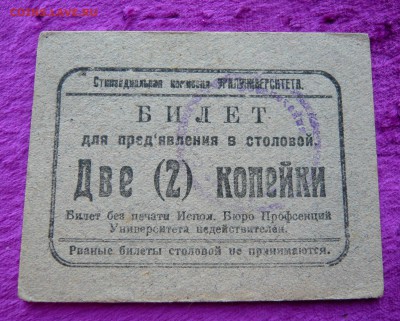 Стипендиальная комиссия УРАЛУНИВЕРСИТЕТА.
БИЛЕТ
для пред'явления в столовой.
Две (2) копейки
Билет без печати Испол. Бюро Профсекций
Университета недействителен.
Рваные билеты столовой не принимаются.